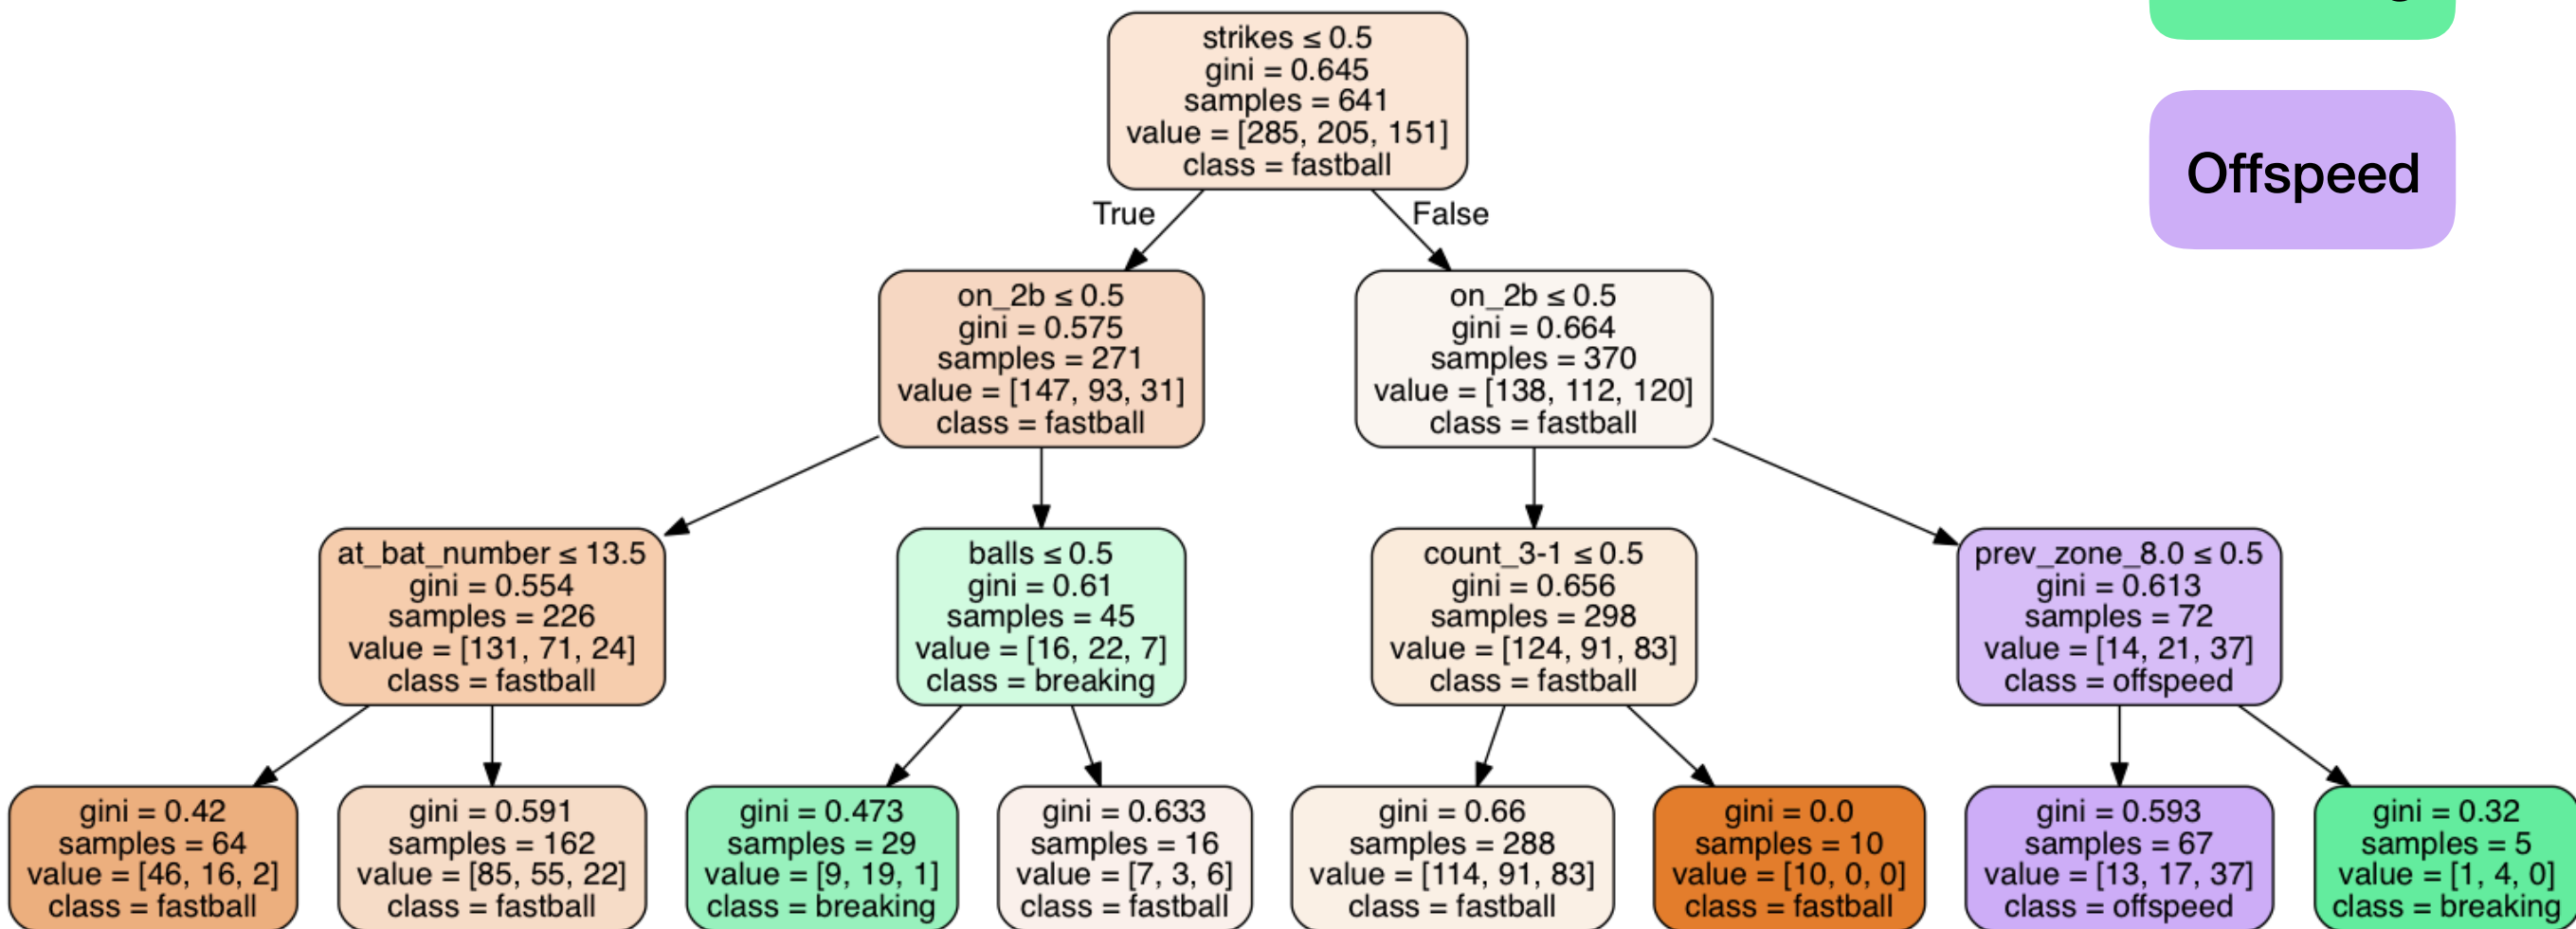 strikes ≤ 0.5
gini = 0.645
samples = 641
value = [285, 205, 151]
class = fastball
Offspeed
True
False
on_2b ≤ 0.5
gini = 0.575
samples = 271
value = [147, 93, 31]
class = fastball
on_2b ≤ 0.5
gini = 0.664
samples = 370
value = [138, 112, 120]
class = fastball
at_bat_number ≤ 13.5
gini = 0.554
samples = 226
value = [131, 71, 24]
class = fastball
balls ≤ 0.5
gini = 0.61
samples = 45
value = [16, 22, 7]
class = breaking
count_3-1 ≤ 0.5
gini = 0.656
samples = 298
value = [124, 91, 83]
class = fastball
prev_zone_8.0 ≤ 0.5
gini = 0.613
samples = 72
value = [14, 21, 37]
class = offspeed
gini = 0.42
samples = 64
value = [46, 16, 2]
class = fastball
gini = 0.591
samples = 162
value = [85, 55, 22]
class = fastball
gini = 0.473
samples = 29
value = [9, 19, 1]
class = breaking
gini = 0.633
samples = 16
value = [7, 3, 6]
class = fastball
gini = 0.66
samples = 288
value = [114, 91, 83]
class = fastball
gini = 0.0
samples = 10
value = [10, 0, 0]
class = fastball
gini = 0.593
samples = 67
value = [13, 17, 37]
class = offspeed
gini = 0.32
samples = 5
value = [1, 4, 0]
class = breaking